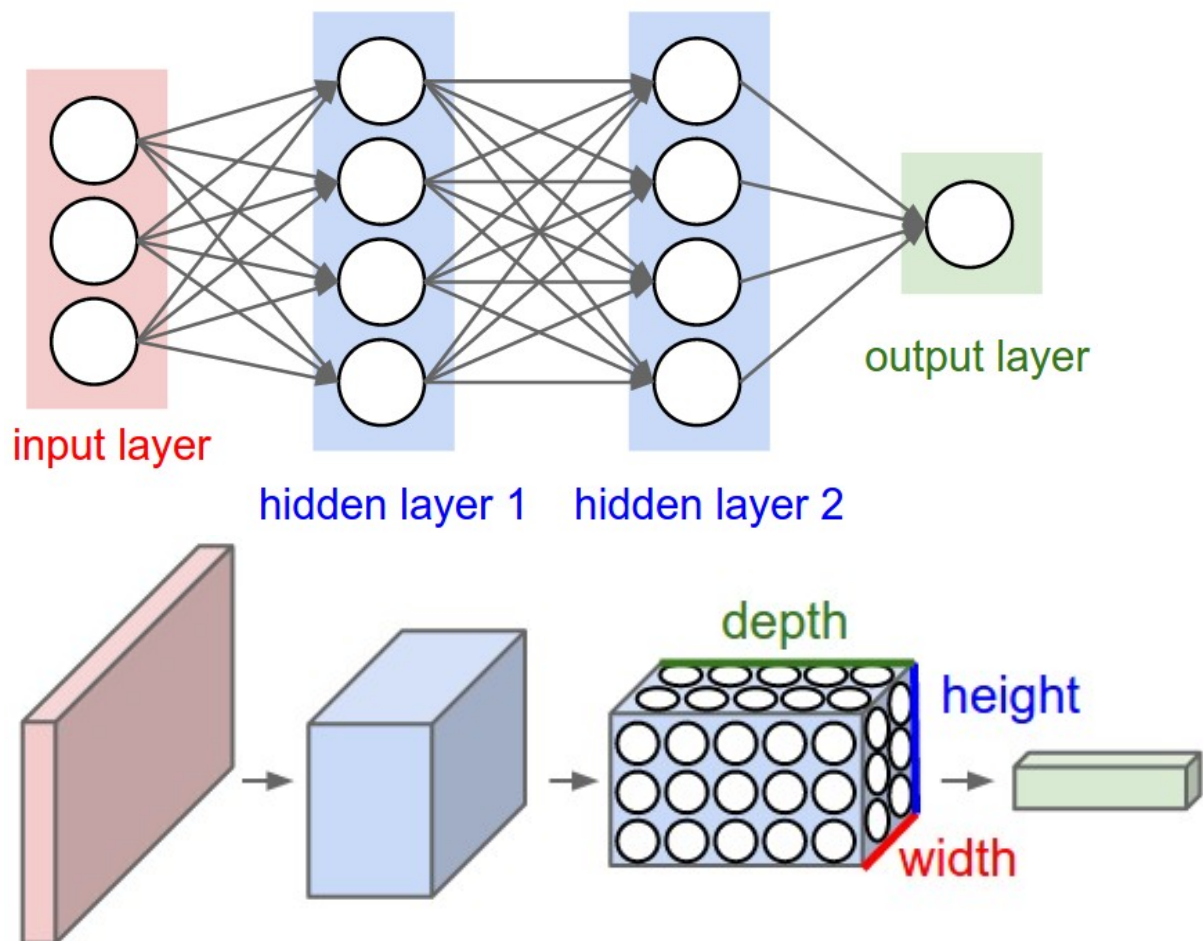 output layer
input layer
hidden layer 1
hidden layer 2
depth
height
width